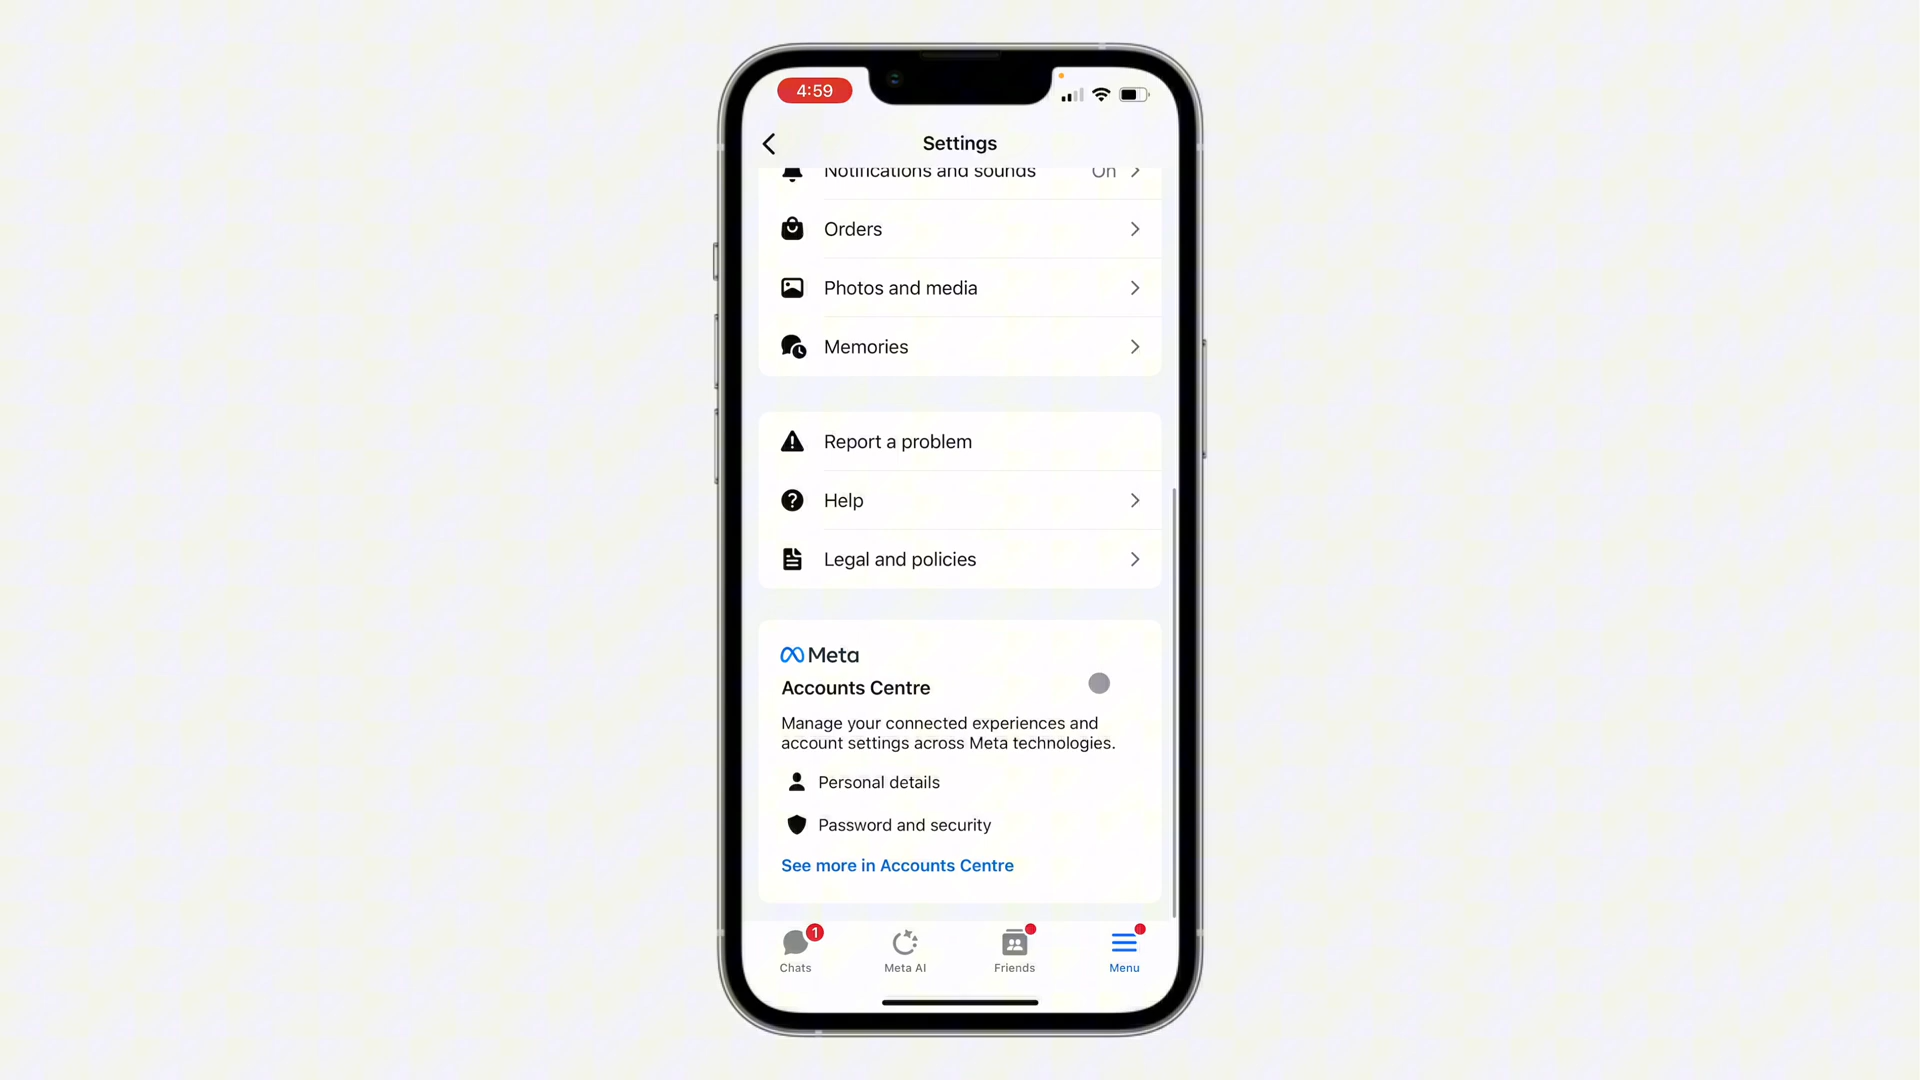 4:59
Settings
Notifications and sounds On
Orders
Photos and media
Memories
Report a problem
Help
Legal and policies
Meta
Accounts Centre
Manage your connected experiences and
account settings across Meta technologies.
Personal details
Password and security
See more in Accounts Centre
1
Chats Meta AI Friends Menu